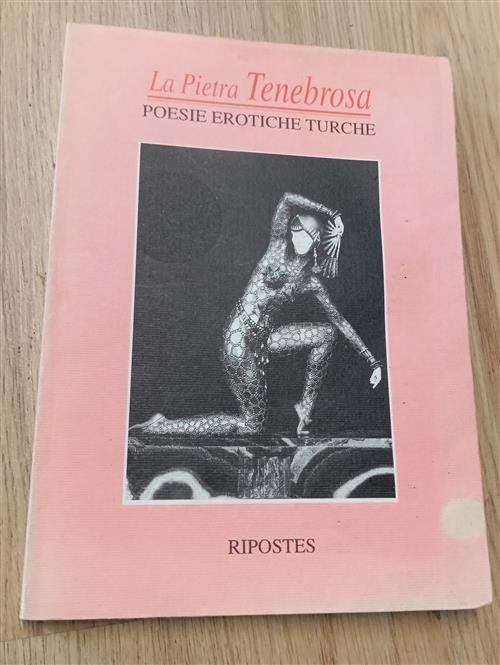 La Pietra Tenebrosa
POESIE EROTICHE TURCHE
RIPOSTES